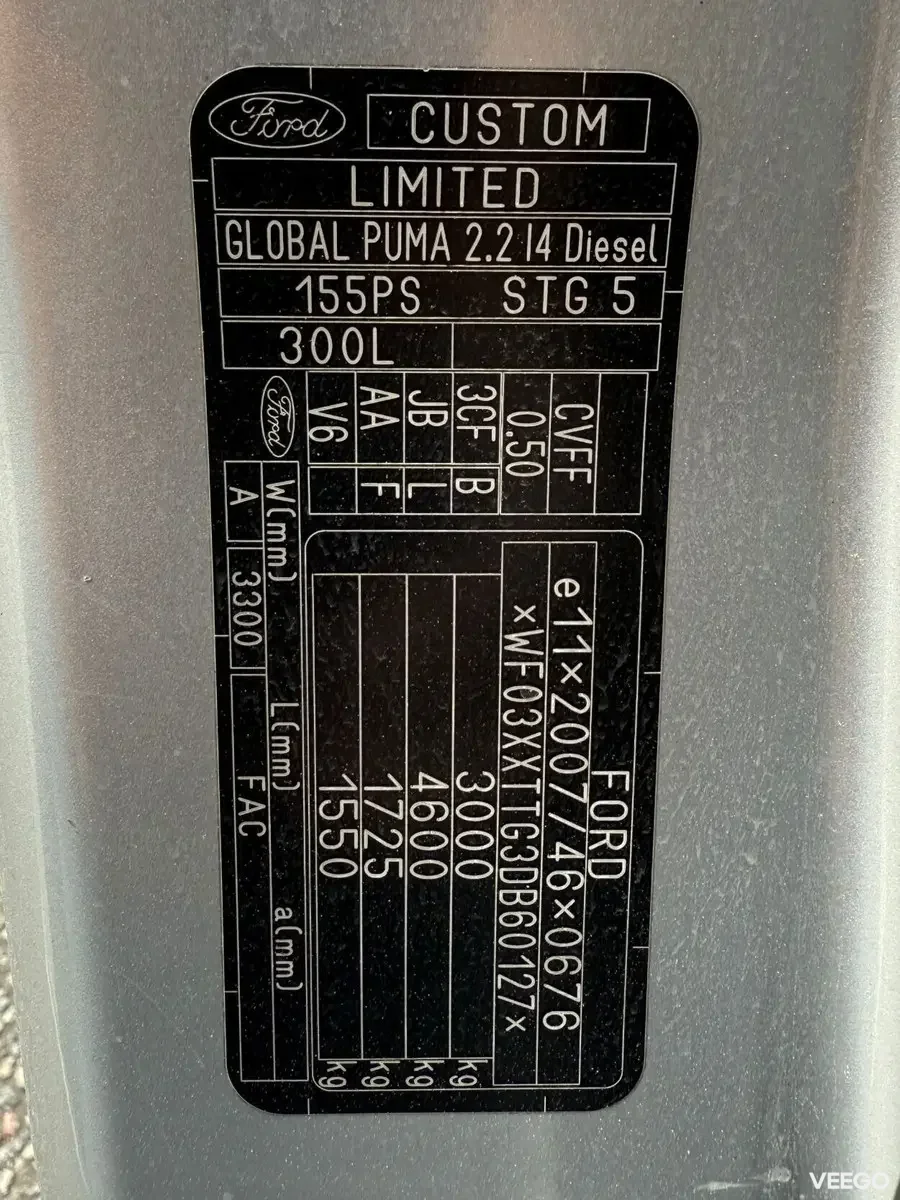 Ford
CUSTOM
LIMITED
GLOBAL PUMA 2.2 I4 Diesel
155PS STG 5
300L
FORD
e11×2007/46×0676
×WF03XXTTG3DB60127×
3000 kg
4600 kg
1725 kg
1550 kg
CVFF
0.50
3CF B
JB L
AA F
V6
Ford
W(mm) L(mm) a(mm)
A 3300 FAC
VEEGO